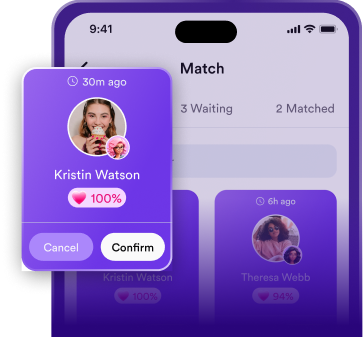 9:41
Match
3 Waiting
2 Matched
30m ago
Kristin Watson
100%
Cancel
Confirm
6h ago
Kristin Watson
Theresa Webb
100%
94%